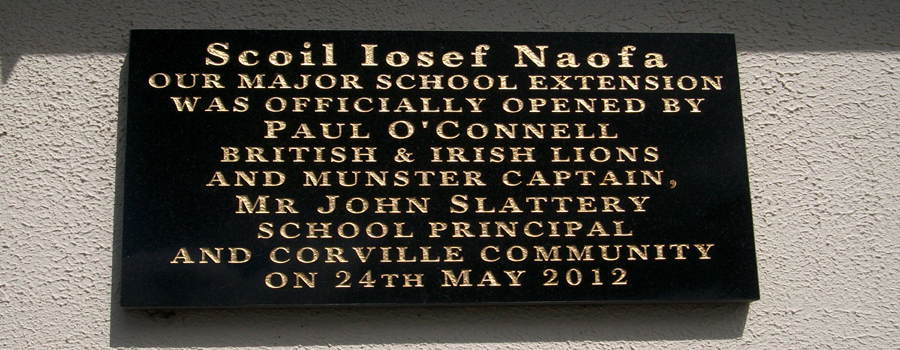 Scoil Iosef Naofa
OUR MAJOR SCHOOL EXTENSION
WAS OFFICIALLY OPENED BY
PAUL O'CONNELL
BRITISH & IRISH LIONS
AND MUNSTER CAPTAIN,
MR JOHN SLATTERY
SCHOOL PRINCIPAL
AND CORVILLE COMMUNITY
ON 24TH MAY 2012